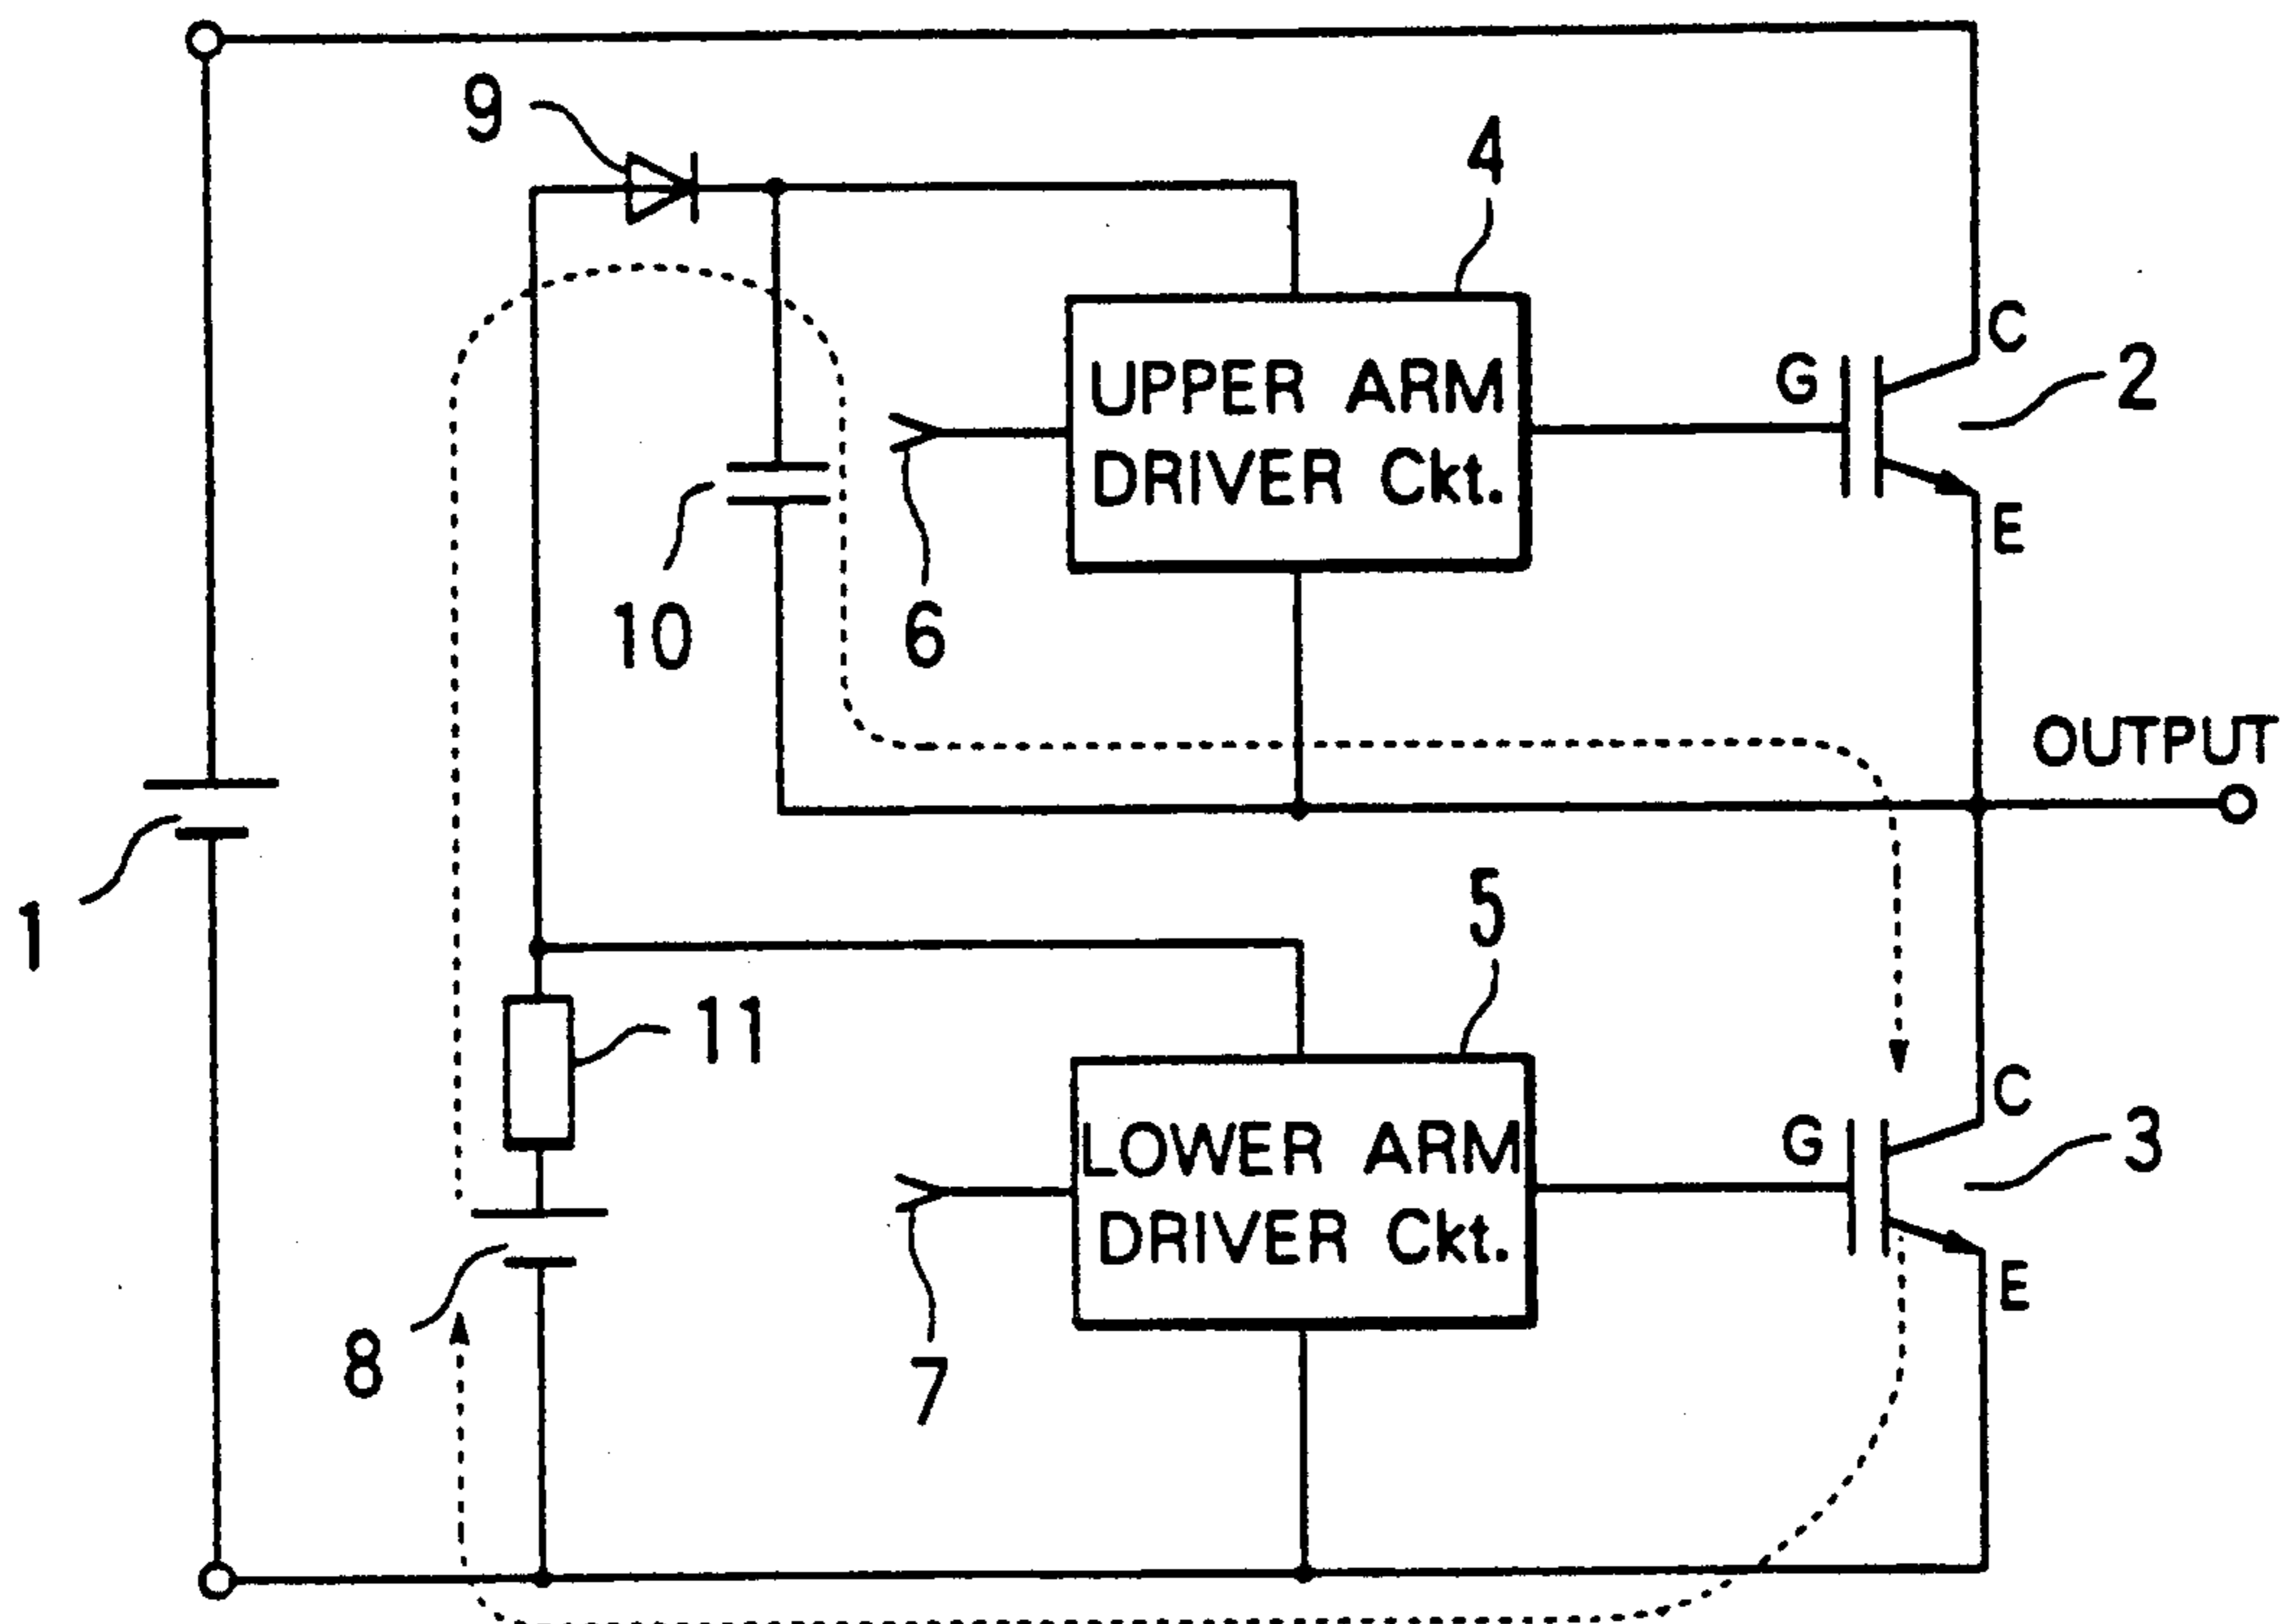 9
4
C
UPPER ARM
DRIVER Ckt.
G
2
E
10
6
OUTPUT
1
5
11
C
LOWER ARM
DRIVER Ckt.
G
3
E
8
7